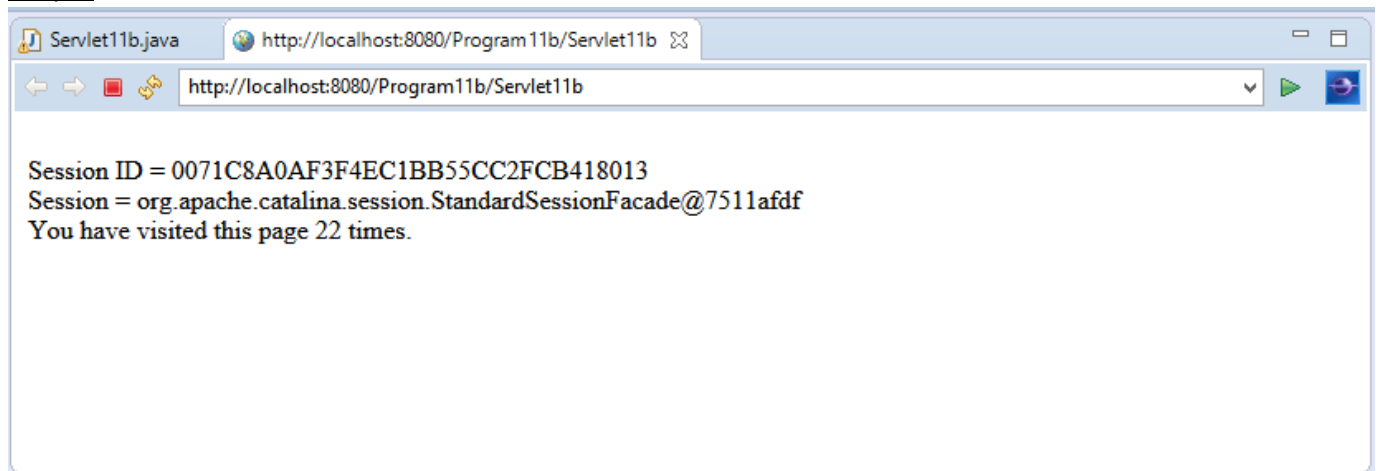 Servlet11b.java
http://localhost:8080/Program11b/Servlet11b
http://localhost:8080/Program11b/Servlet11b
Session ID = 0071C8A0AF3F4EC1BB55CC2FCB418013
Session = org.apache.catalina.session.StandardSessionFacade@7511afdf
You have visited this page 22 times.